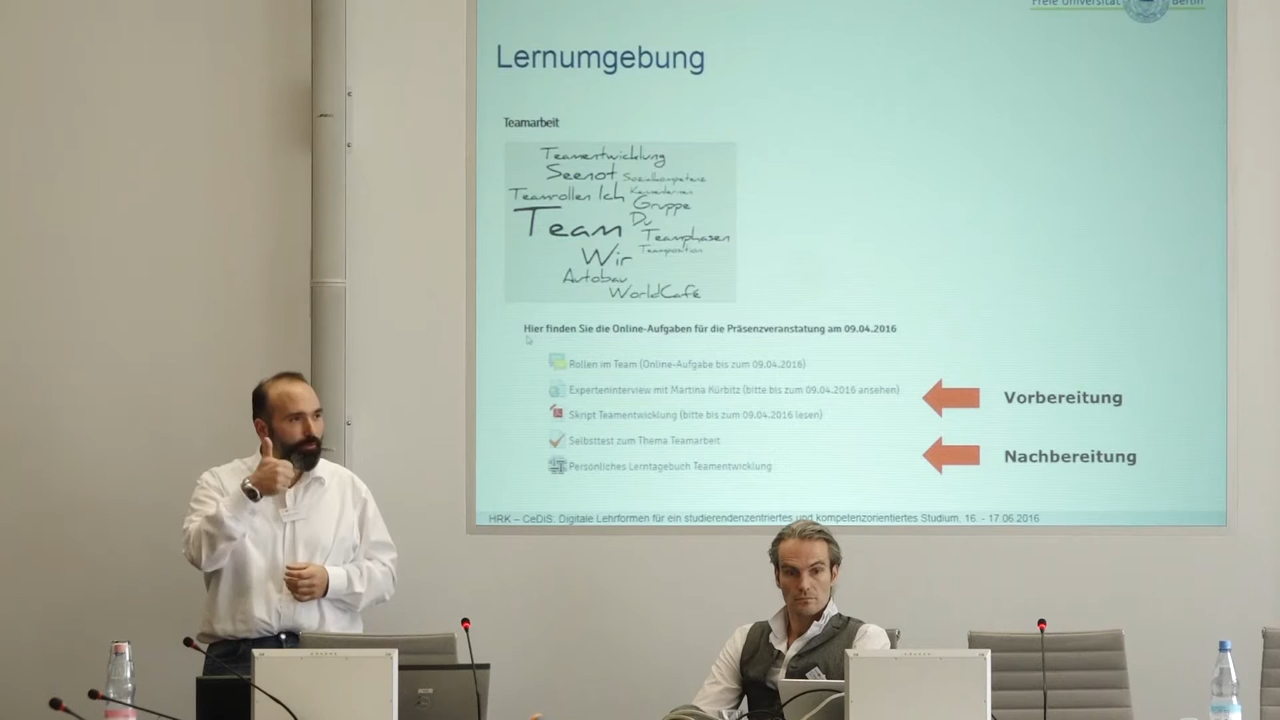 Freie Universität Berlin
Lernumgebung
Teamarbeit
Teamentwicklung
Seenot Sozialkompetenz
Teamrollen Ich Kennenlernen
Gruppe
Team Du
Teamphasen
Wir Teamposition
Autobau
WorldCafé
Hier finden Sie die Online-Aufgaben für die Präsenzveranstatung am 09.04.2016
Rollen im Team (Online-Aufgabe bis zum 09.04.2016)
Experteninterview mit Martina Kürbitz (bitte bis zum 09.04.2016 ansehen)
Vorbereitung
Skript Teamentwicklung (bitte bis zum 09.04.2016 lesen)
Selbsttest zum Thema Teamarbeit
Nachbereitung
Persönliches Lerntagebuch Teamentwicklung
HRK – CeDiS: Digitale Lehrformen für ein studierendenzentriertes und kompetenzorientiertes Studium, 16. - 17.06.2016